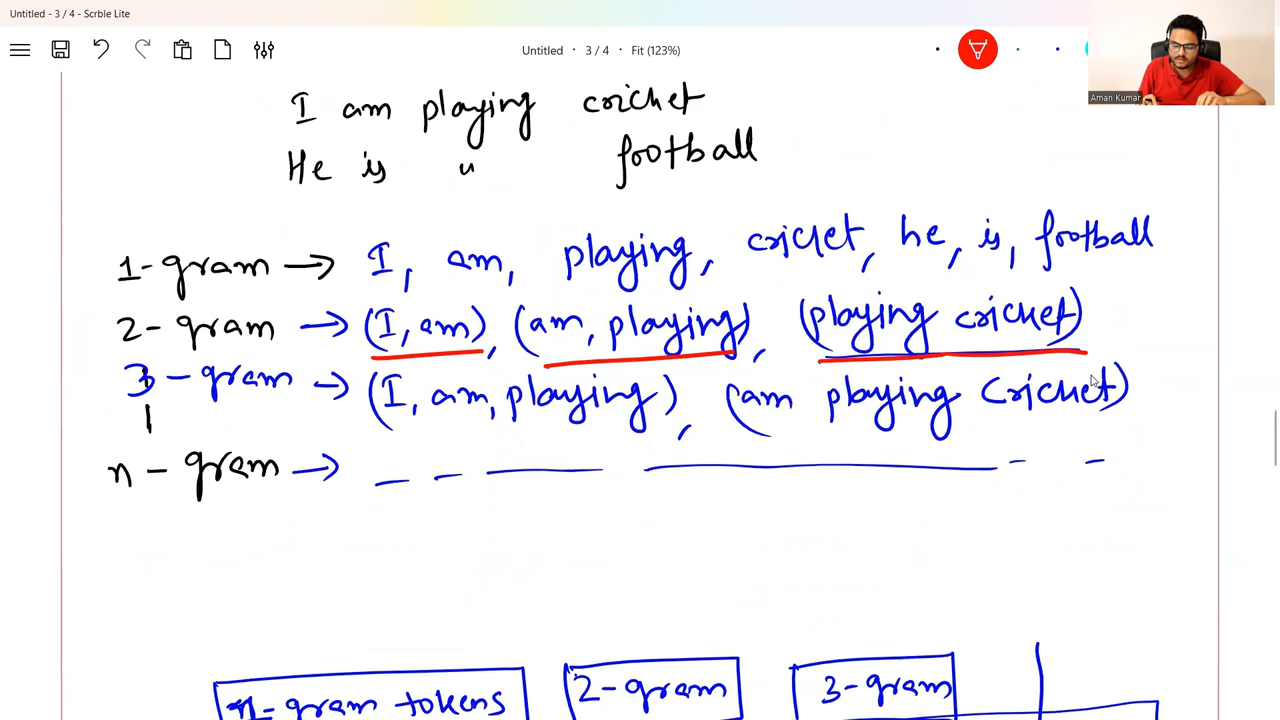 Untitled - 3 / 4 - Scrble Lite
Untitled • 3 / 4 • Fit (123%)
Aman Kumar
I am playing cricket
He is " football
1-gram → I, am, playing, cricket, he, is, football
2-gram → (I, am), (am, playing), (playing cricket)
3-gram → (I, am, playing), (am playing cricket)
n-gram →
n-gram tokens 2-gram 3-gram